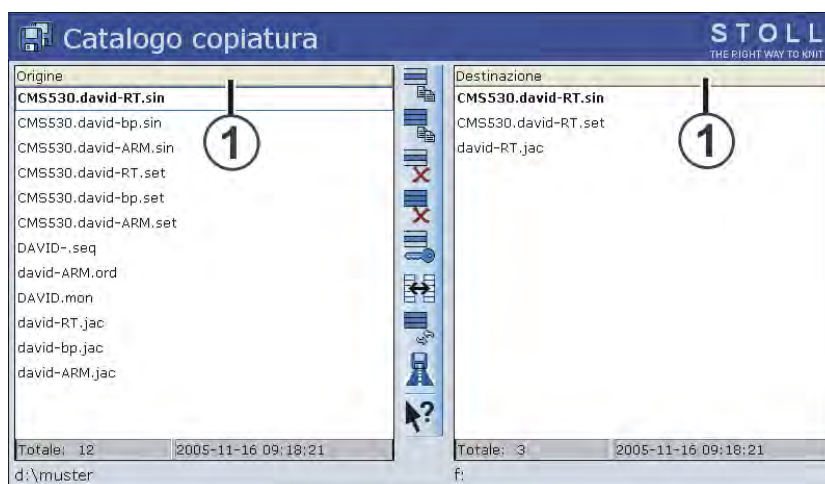 Catalogo copiatura
STOLL
THE RIGHT WAY TO KNIT
Origine
CMS530.david-RT.sin
CMS530.david-bp.sin
CMS530.david-ARM.sin
CMS530.david-RT.set
CMS530.david-bp.set
CMS530.david-ARM.set
DAVID-.seq
david-ARM.ord
DAVID.mon
david-RT.jac
david-bp.jac
david-ARM.jac
1
Totale: 12 2005-11-16 09:18:21
d:\muster
?
Destinazione
CMS530.david-RT.sin
CMS530.david-RT.set
david-RT.jac
1
Totale: 3 2005-11-16 09:18:21
f: